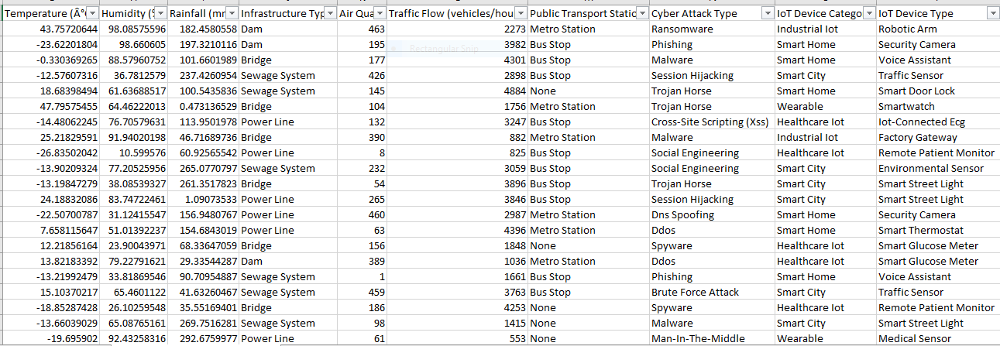 Temperature (Â° Humidity (% Rainfall (mr Infrastructure Typ Air Qua Traffic Flow (vehicles/hou Public Transport Static Cyber Attack Type IoT Device Catego IoT Device Type
43.75720644 98.08575596 182.4580558 Dam 463 2273 Metro Station Ransomware Industrial Iot Robotic Arm
-23.62201804 98.660605 197.3210116 Dam 195 3982 Bus Stop Phishing Smart Home Security Camera
Rectangular Snip
-0.330369265 88.57960752 101.6601989 Bridge 177 4301 Bus Stop Malware Smart Home Voice Assistant
-12.57607316 36.7812579 237.4260954 Sewage System 426 2898 Bus Stop Session Hijacking Smart City Traffic Sensor
18.68398494 61.63688517 100.5435836 Sewage System 145 4884 None Trojan Horse Smart Home Smart Door Lock
47.79575455 64.46222013 0.473136529 Bridge 104 1756 Metro Station Trojan Horse Wearable Smartwatch
-14.48062245 76.70579631 113.9501978 Power Line 132 3247 Bus Stop Cross-Site Scripting (Xss) Healthcare Iot Iot-Connected Ecg
25.21829591 91.94020198 46.71689736 Bridge 390 882 Metro Station Malware Industrial Iot Factory Gateway
-26.83502042 10.599576 60.92565542 Power Line 8 825 Bus Stop Social Engineering Healthcare Iot Remote Patient Monitor
-13.90209324 77.20525956 265.0770797 Sewage System 232 3059 Bus Stop Social Engineering Smart City Environmental Sensor
-13.19847279 38.08539327 261.3517823 Bridge 54 3896 Bus Stop Trojan Horse Smart City Smart Street Light
24.18832086 83.74722461 1.09073533 Power Line 265 3846 Bus Stop Session Hijacking Smart City Smart Street Light
-22.50700787 31.12415547 156.9480767 Power Line 460 2987 Metro Station Dns Spoofing Smart Home Security Camera
7.658115647 51.01392237 154.6843019 Power Line 63 4396 Metro Station Ddos Smart Home Smart Thermostat
12.21856164 23.90043971 68.33647059 Bridge 156 1848 None Spyware Healthcare Iot Smart Glucose Meter
13.82183392 79.22791621 29.33544287 Dam 389 1036 Metro Station Ddos Healthcare Iot Smart Glucose Meter
-13.21992479 33.81869546 90.70954887 Sewage System 1 1661 Bus Stop Phishing Smart Home Voice Assistant
15.10370217 65.4601122 41.63260467 Sewage System 459 3763 Bus Stop Brute Force Attack Smart City Traffic Sensor
-18.85287428 26.10259548 35.55169401 Bridge 186 4253 None Spyware Healthcare Iot Remote Patient Monitor
-13.66039029 65.08765161 269.7516281 Sewage System 98 1415 None Malware Smart City Smart Street Light
-19.695902 92.43258316 292.6759977 Power Line 61 553 None Man-In-The-Middle Wearable Medical Sensor